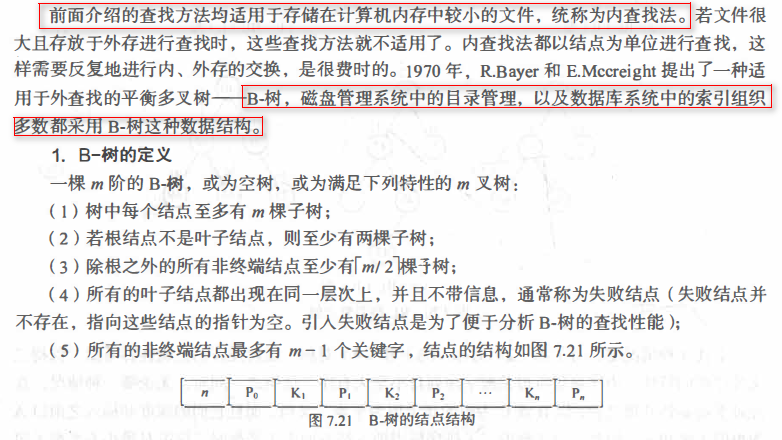 前面介绍的查找方法均适用于存储在计算机内存中较小的文件，统称为内查找法。若文件很
大且存放于外存进行查找时，这些查找方法就不适用了。内查找法都以结点为单位进行查找，这
样需要反复地进行内、外存的交换，是很费时的。1970 年，R.Bayer 和 E.Mccreight 提出了一种适
用于外查找的平衡多叉树——B-树，磁盘管理系统中的目录管理，以及数据库系统中的索引组织
多数都采用 B-树这种数据结构。
1. B-树的定义
一棵 m 阶的 B-树，或为空树，或为满足下列特性的 m 叉树：
（1）树中每个结点至多有 m 棵子树；
（2）若根结点不是叶子结点，则至少有两棵子树；
（3）除根之外的所有非终端结点至少有⌈m/2⌉棵子树；
（4）所有的叶子结点都出现在同一层次上，并且不带信息，通常称为失败结点（失败结点并
不存在，指向这些结点的指针为空。引入失败结点是为了便于分析 B-树的查找性能）；
（5）所有的非终端结点最多有 m－1 个关键字，结点的结构如图 7.21 所示。
n P₀ K₁ P₁ K₂ P₂ … Kₙ Pₙ
图 7.21 B-树的结点结构